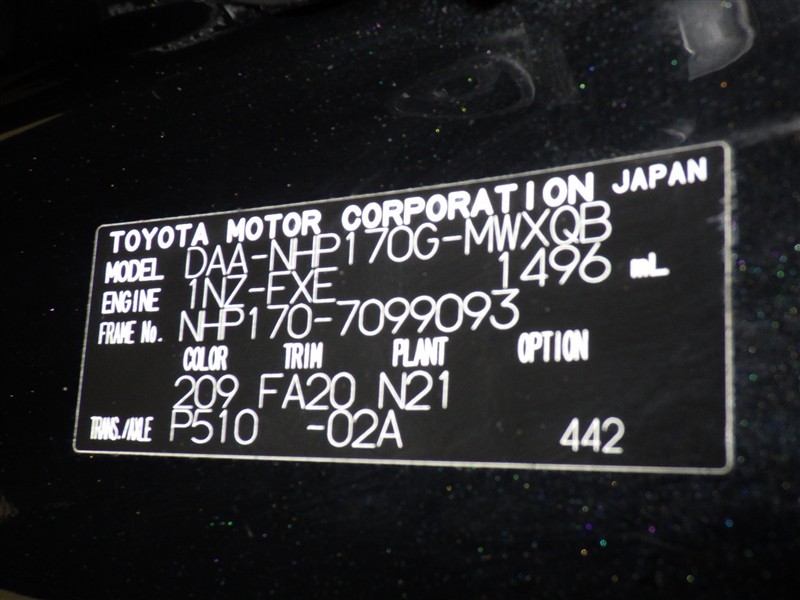 TOYOTA MOTOR CORPORATION JAPAN
MODEL DAA-NHP170G-MWXQB
ENGINE 1NZ-FXE 1496 mL
FRAME No. NHP170-7099093
COLOR TRIM PLANT OPTION
209 FA20 N21
TRANS./AXLE P510 -02A 442